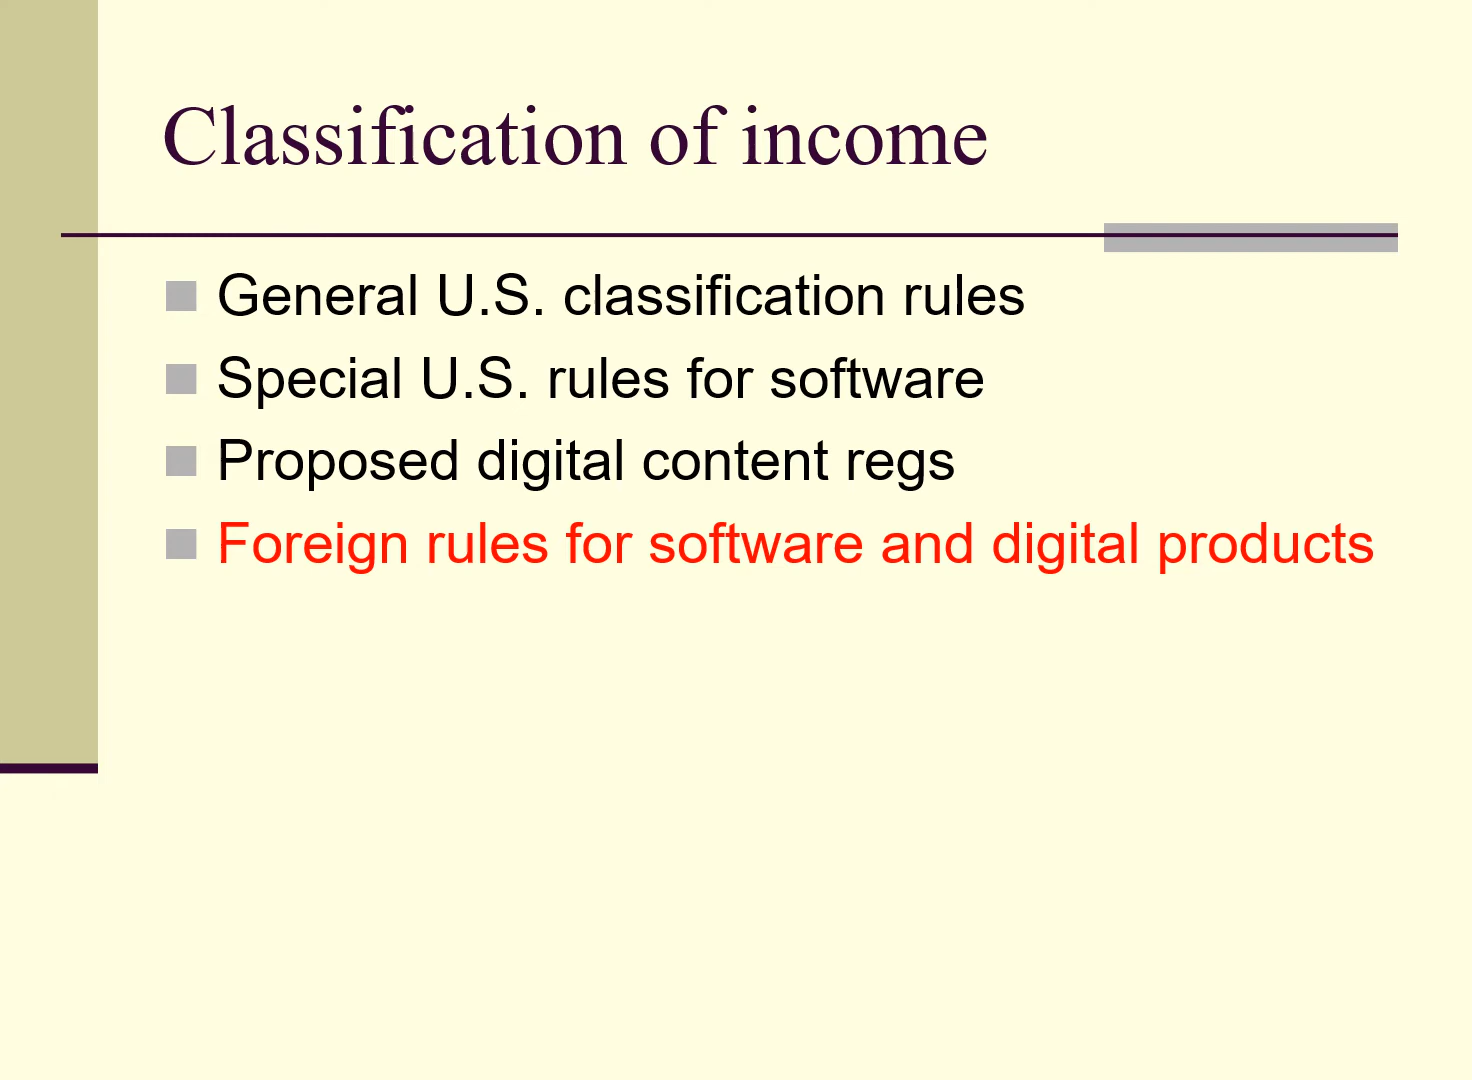 Classification of income
General U.S. classification rules
Special U.S. rules for software
Proposed digital content regs
Foreign rules for software and digital products